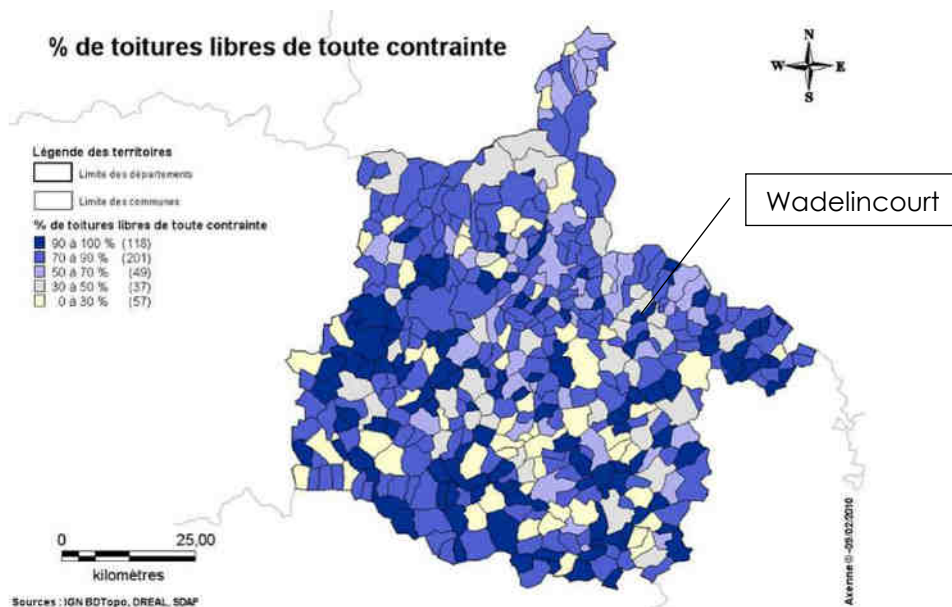 % de toitures libres de toute contrainte
N
W E
S
Légende des territoires
Limite des départements
Limite des communes
% de toitures libres de toute contrainte
90 à 100 % (118)
70 à 90 % (201)
50 à 70 % (49)
30 à 50 % (37)
0 à 30 % (57)
Wadelincourt
0 25,00
kilomètres
Sources : IGN BDTopo, DREAL, SDAP
Axenne © -09/02/2010